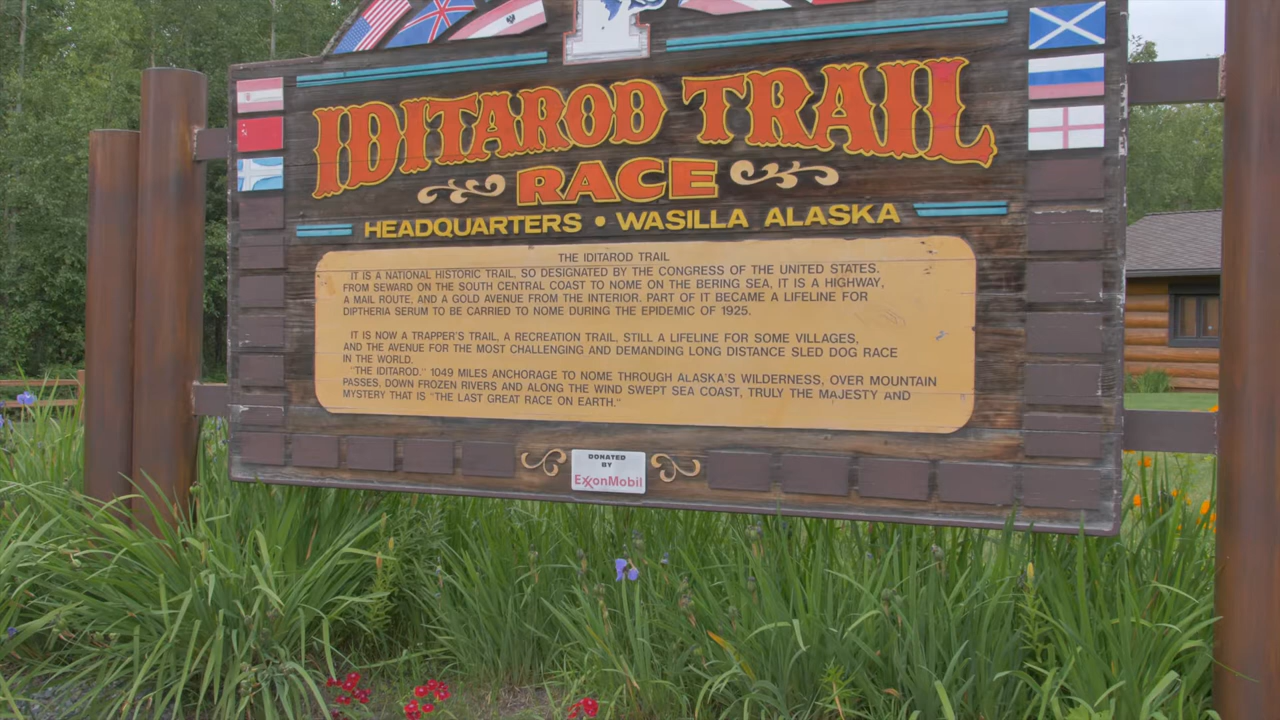 IDITAROD TRAIL
RACE
HEADQUARTERS • WASILLA ALASKA
THE IDITAROD TRAIL
IT IS A NATIONAL HISTORIC TRAIL, SO DESIGNATED BY THE CONGRESS OF THE UNITED STATES.
FROM SEWARD ON THE SOUTH CENTRAL COAST TO NOME ON THE BERING SEA, IT IS A HIGHWAY,
A MAIL ROUTE, AND A GOLD AVENUE FROM THE INTERIOR. PART OF IT BECAME A LIFELINE FOR
DIPTHERIA SERUM TO BE CARRIED TO NOME DURING THE EPIDEMIC OF 1925.
IT IS NOW A TRAPPER'S TRAIL, A RECREATION TRAIL, STILL A LIFELINE FOR SOME VILLAGES,
AND THE AVENUE FOR THE MOST CHALLENGING AND DEMANDING LONG DISTANCE SLED DOG RACE
IN THE WORLD.
"THE IDITAROD." 1049 MILES ANCHORAGE TO NOME THROUGH ALASKA'S WILDERNESS, OVER MOUNTAIN
PASSES, DOWN FROZEN RIVERS AND ALONG THE WIND SWEPT SEA COAST, TRULY THE MAJESTY AND
MYSTERY THAT IS "THE LAST GREAT RACE ON EARTH."
DONATED
BY
ExxonMobil